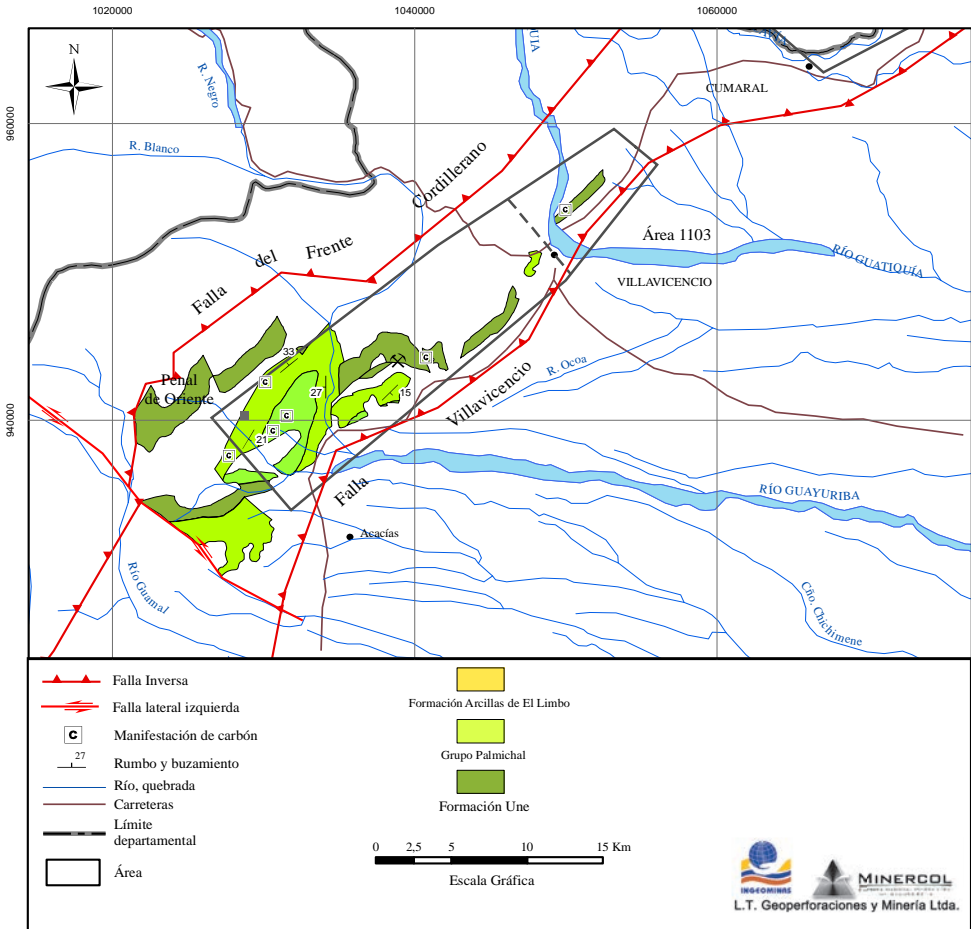 1020000
1040000
1060000
960000
940000
N
R. Negro
R. Blanco
UIA
CUMARAL
Cordillerano
Frente
del
Falla
Área 1103
RÍO GUATIQUÍA
VILLAVICENCIO
R. Ocoa
Villavicencio
Falla
Penal
de Oriente
33
27
15
21
C
C
C
C
C
C
RÍO GUAYURIBA
Acacías
Río Guamal
Cño. Chichimene
Falla Inversa
Falla lateral izquierda
C
Manifestación de carbón
27
Rumbo y buzamiento
Río, quebrada
Carreteras
Límite
departamental
Área
Formación Arcillas de El Limbo
Grupo Palmichal
Formación Une
0 2,5 5 10 15 Km
Escala Gráfica
INGEOMINAS
MINERCOL
L.T. Geoperforaciones y Minería Ltda.